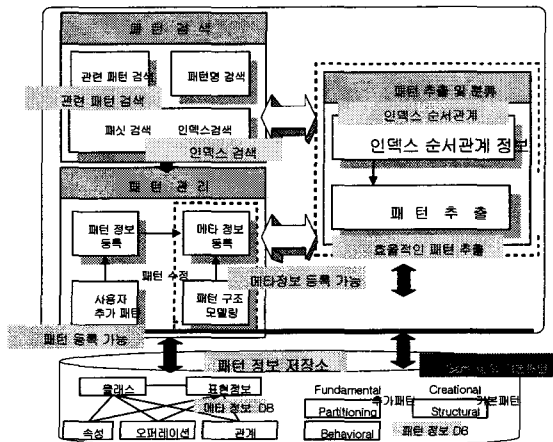 패 턴 검 색
관련 패턴 검색
패턴명 검색
관련 패턴 검색
패싯 검색
인덱스검색
인덱스 검색
패턴 추출 및 분류
인덱스 순서관계
인덱스 순서관계 정보
패 턴 추 출
효율적인 패턴 추출
패 턴 관 리
패턴 정보
등록
메타 정보
등록
패턴 수정
메타정보 등록 가능
사용자
추가 패턴
패턴 구조
모델링
패턴 등록 가능
패턴 정보 저장소
클래스
표현정보
메타 정보 DB
속성
오퍼레이션
관계
Fundamental
Creational
추가패턴
기본패턴
Partitioning
Structural
Behavioral
패턴 정보 DB